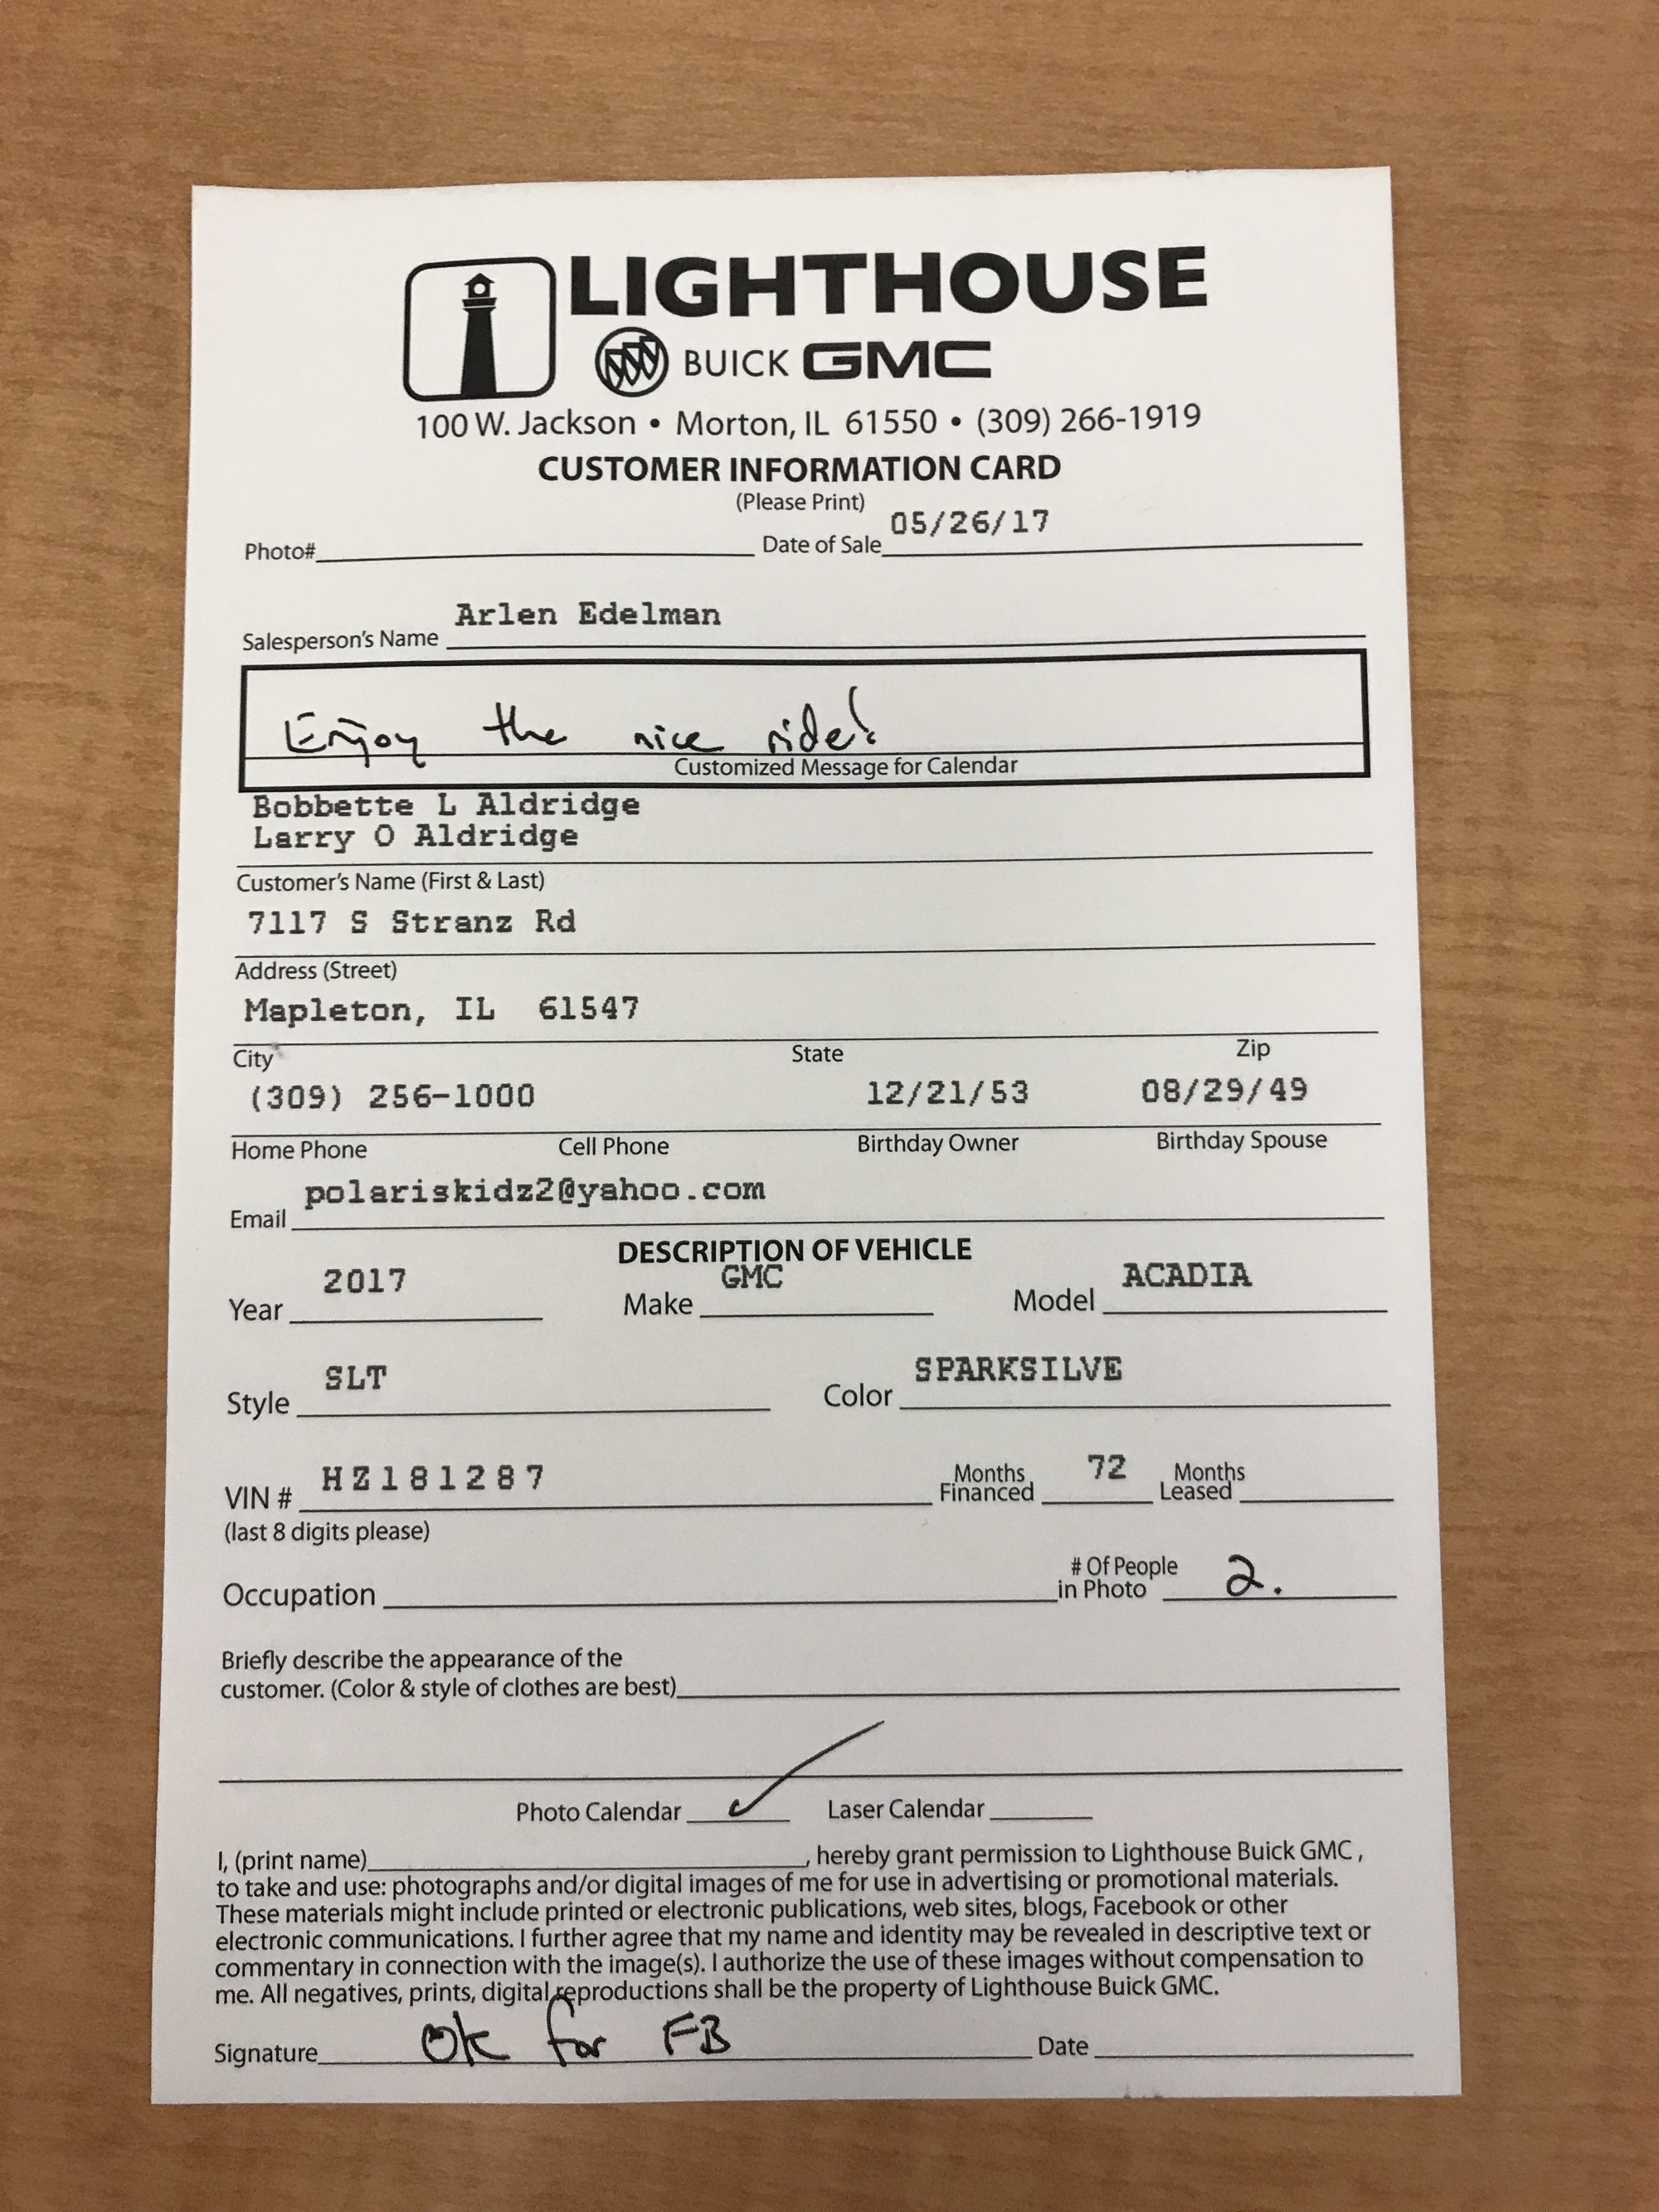 LIGHTHOUSE
BUICK GMC
100 W. Jackson • Morton, IL 61550 • (309) 266-1919
CUSTOMER INFORMATION CARD
(Please Print)
Photo# Date of Sale 05/26/17
Salesperson's Name Arlen Edelman
Enjoy the nice ride!
Customized Message for Calendar
Bobbette L Aldridge
Larry O Aldridge
Customer's Name (First & Last)
7117 S Stranz Rd
Address (Street)
Mapleton, IL 61547
City State Zip
(309) 256-1000 12/21/53 08/29/49
Home Phone Cell Phone Birthday Owner Birthday Spouse
Email polariskidz2@yahoo.com
DESCRIPTION OF VEHICLE
Year 2017 Make GMC Model ACADIA
Style SLT Color SPARKSILVE
VIN # HZ181287 Months Financed 72 Months Leased
(last 8 digits please)
Occupation # Of People in Photo 2.
Briefly describe the appearance of the
customer. (Color & style of clothes are best)
Photo Calendar ✓ Laser Calendar
I, (print name) , hereby grant permission to Lighthouse Buick GMC ,
to take and use: photographs and/or digital images of me for use in advertising or promotional materials.
These materials might include printed or electronic publications, web sites, blogs, Facebook or other
electronic communications. I further agree that my name and identity may be revealed in descriptive text or
commentary in connection with the image(s). I authorize the use of these images without compensation to
me. All negatives, prints, digital reproductions shall be the property of Lighthouse Buick GMC.
Signature Ok for FB Date